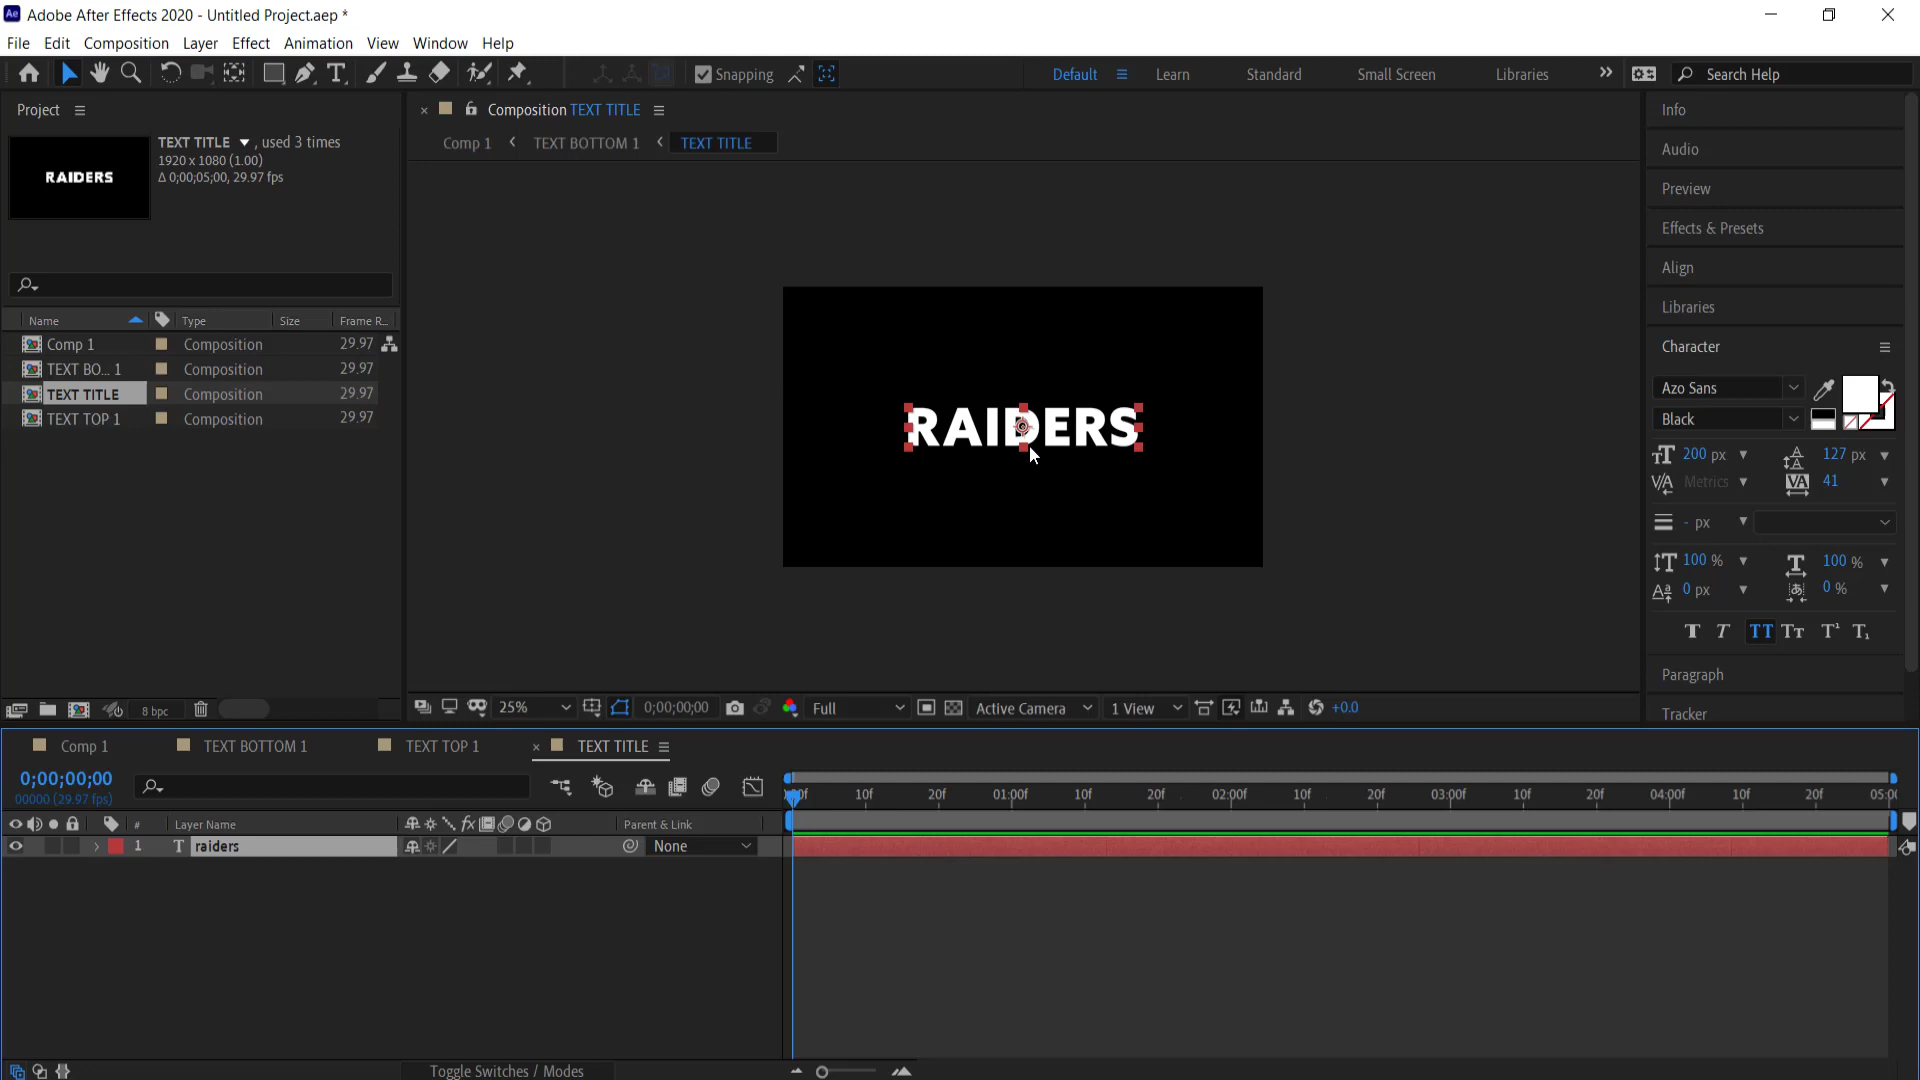 Adobe After Effects 2020 - Untitled Project.aep *
File Edit Composition Layer Effect Animation View Window Help
Snapping Default Learn Standard Small Screen Libraries Search Help
Project
TEXT TITLE , used 3 times
1920 x 1080 (1.00)
Δ 0;00;05;00, 29.97 fps
RAIDERS
Name Type Size Frame R...
Comp 1 Composition 29.97
TEXT BO... 1 Composition 29.97
TEXT TITLE Composition 29.97
TEXT TOP 1 Composition 29.97
8 bpc
Composition TEXT TITLE
Comp 1 TEXT BOTTOM 1 TEXT TITLE
RAIDERS
25% 0;00;00;00 Full Active Camera 1 View +0.0
Info
Audio
Preview
Effects & Presets
Align
Libraries
Character
Azo Sans
Black
200 px 127 px
Metrics 41
- px
100 % 100 %
0 px 0 %
Paragraph
Tracker
Comp 1 TEXT BOTTOM 1 TEXT TOP 1 TEXT TITLE
0;00;00;00
00000 (29.97 fps)
10f 20f 01:00f 10f 20f 02:00f 10f 20f 03:00f 10f 20f 04:00f 10f 20f
# Layer Name Parent & Link
1 T raiders None
Toggle Switches / Modes